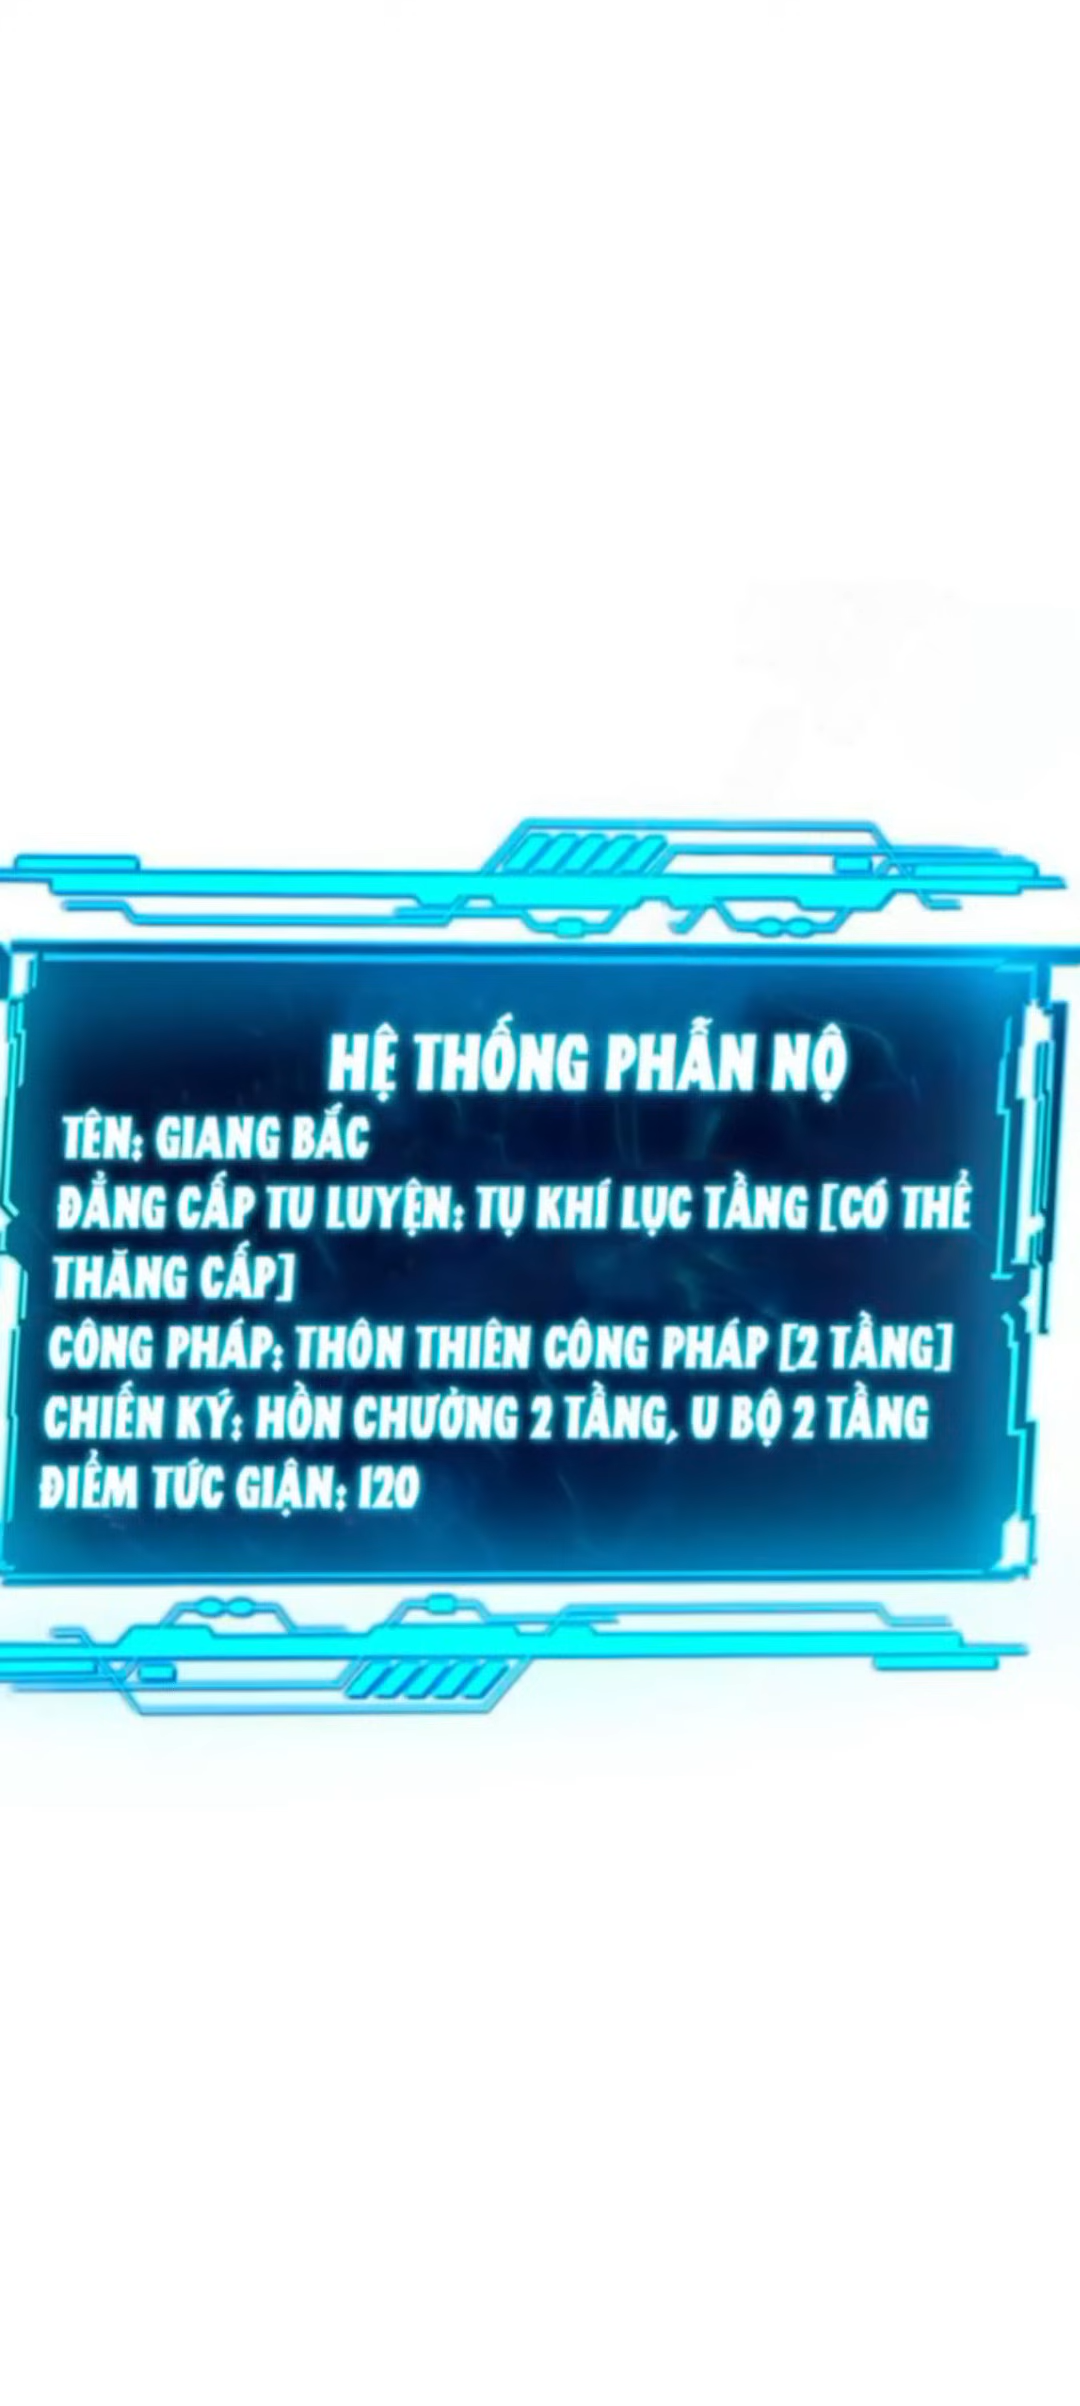 HỆ THỐNG PHẪN NỘ
TÊN: GIANG BẮC
ĐẲNG CẤP TU LUYỆN: TỤ KHÍ LỤC TẦNG [CÓ THỂ
THĂNG CẤP]
CÔNG PHÁP: THÔN THIÊN CÔNG PHÁP [2 TẦNG]
CHIẾN KÝ: HỒN CHƯỞNG 2 TẦNG, U BỘ 2 TẦNG
ĐIỂM TỨC GIẬN: 120